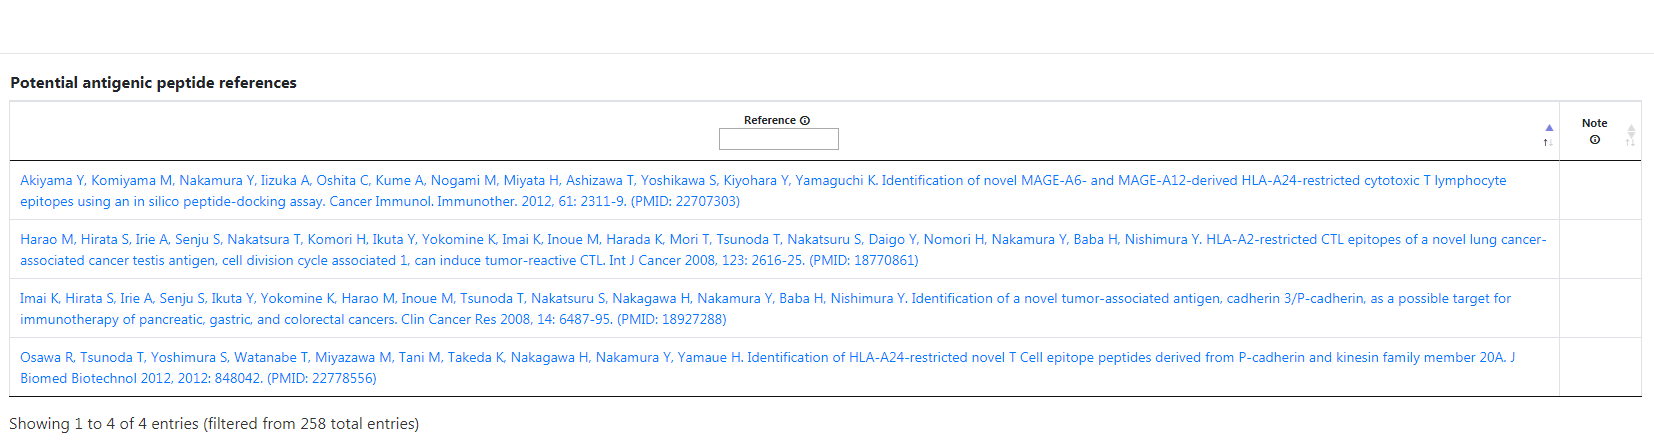 Potential antigenic peptide references
Reference
Note
Akiyama Y, Komiyama M, Nakamura Y, Iizuka A, Oshita C, Kume A, Nogami M, Miyata H, Ashizawa T, Yoshikawa S, Kiyohara Y, Yamaguchi K. Identification of novel MAGE-A6- and MAGE-A12-derived HLA-A24-restricted cytotoxic T lymphocyte
epitopes using an in silico peptide-docking assay. Cancer Immunol. Immunother. 2012, 61: 2311-9. (PMID: 22707303)
Harao M, Hirata S, Irie A, Senju S, Nakatsura T, Komori H, Ikuta Y, Yokomine K, Imai K, Inoue M, Harada K, Mori T, Tsunoda T, Nakatsuru S, Daigo Y, Nomori H, Nakamura Y, Baba H, Nishimura Y. HLA-A2-restricted CTL epitopes of a novel lung cancer-
associated cancer testis antigen, cell division cycle associated 1, can induce tumor-reactive CTL. Int J Cancer 2008, 123: 2616-25. (PMID: 18770861)
Imai K, Hirata S, Irie A, Senju S, Ikuta Y, Yokomine K, Harao M, Inoue M, Tsunoda T, Nakatsuru S, Nakagawa H, Nakamura Y, Baba H, Nishimura Y. Identification of a novel tumor-associated antigen, cadherin 3/P-cadherin, as a possible target for
immunotherapy of pancreatic, gastric, and colorectal cancers. Clin Cancer Res 2008, 14: 6487-95. (PMID: 18927288)
Osawa R, Tsunoda T, Yoshimura S, Watanabe T, Miyazawa M, Tani M, Takeda K, Nakagawa H, Nakamura Y, Yamaue H. Identification of HLA-A24-restricted novel T Cell epitope peptides derived from P-cadherin and kinesin family member 20A. J
Biomed Biotechnol 2012, 2012: 848042. (PMID: 22778556)
Showing 1 to 4 of 4 entries (filtered from 258 total entries)